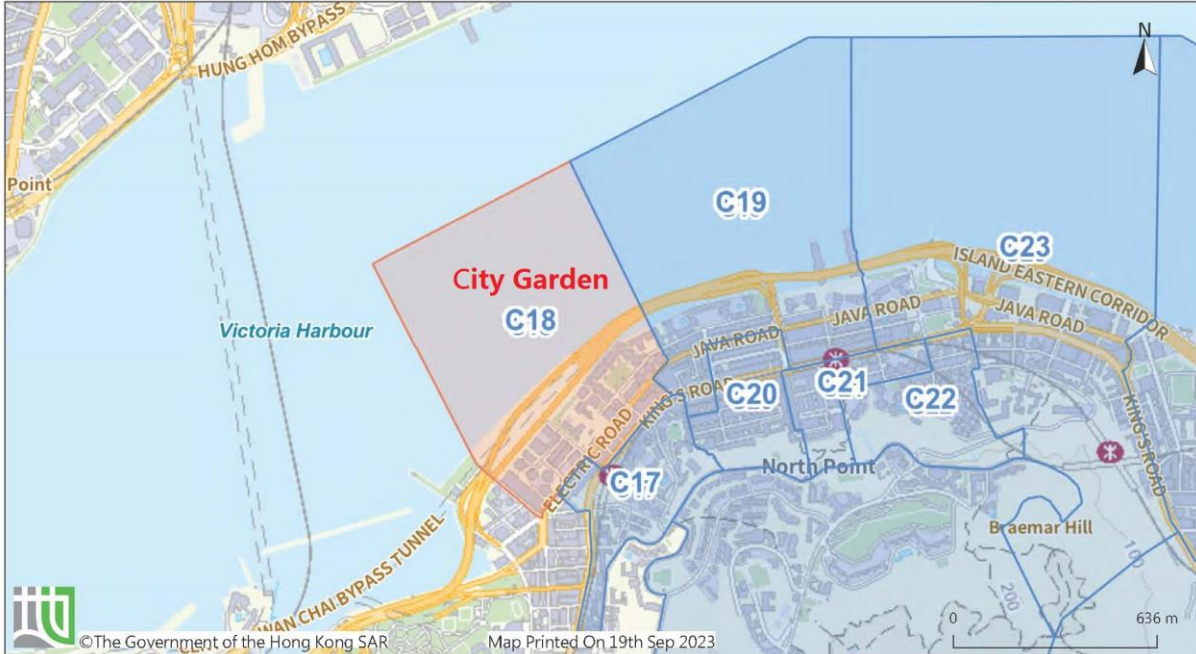 HUNG HOM BYPASS
N
Point
C19
C23
ISLAND EASTERN CORRIDOR
City Garden
C18
Victoria Harbour
JAVA ROAD
JAVA ROAD
JAVA ROAD
KING'S ROAD
C20
C21
C22
ELECTRIC ROAD
KING'S ROAD
C17
North Point
Braemar Hill
100
200
WAN CHAI BYPASS TUNNEL
0
636 m
©The Government of the Hong Kong SAR
Map Printed On 19th Sep 2023